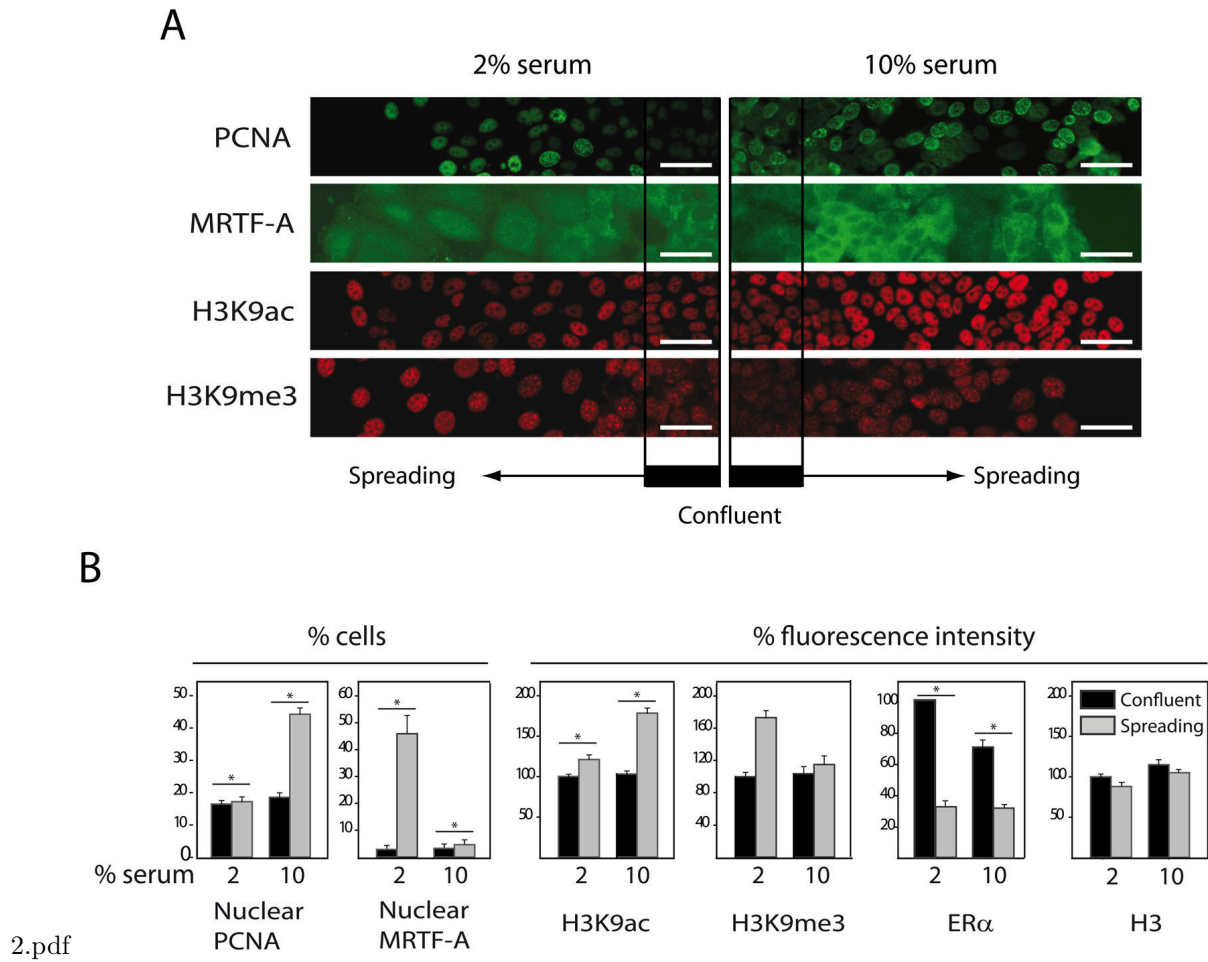 A
2% serum
10% serum
PCNA
MRTF-A
H3K9ac
H3K9me3
Spreading
Spreading
Confluent
B
% cells
% fluorescence intensity
50
40
30
20
10
0
*
*
60
50
40
30
20
10
*
*
200
150
100
50
*
*
200
160
120
80
40
100
80
60
40
20
*
*
200
150
100
50
Confluent
Spreading
% serum
2 10
2 10
2 10
2 10
2 10
2 10
Nuclear
PCNA
Nuclear
MRTF-A
H3K9ac
H3K9me3
ERα
H3
2.pdf